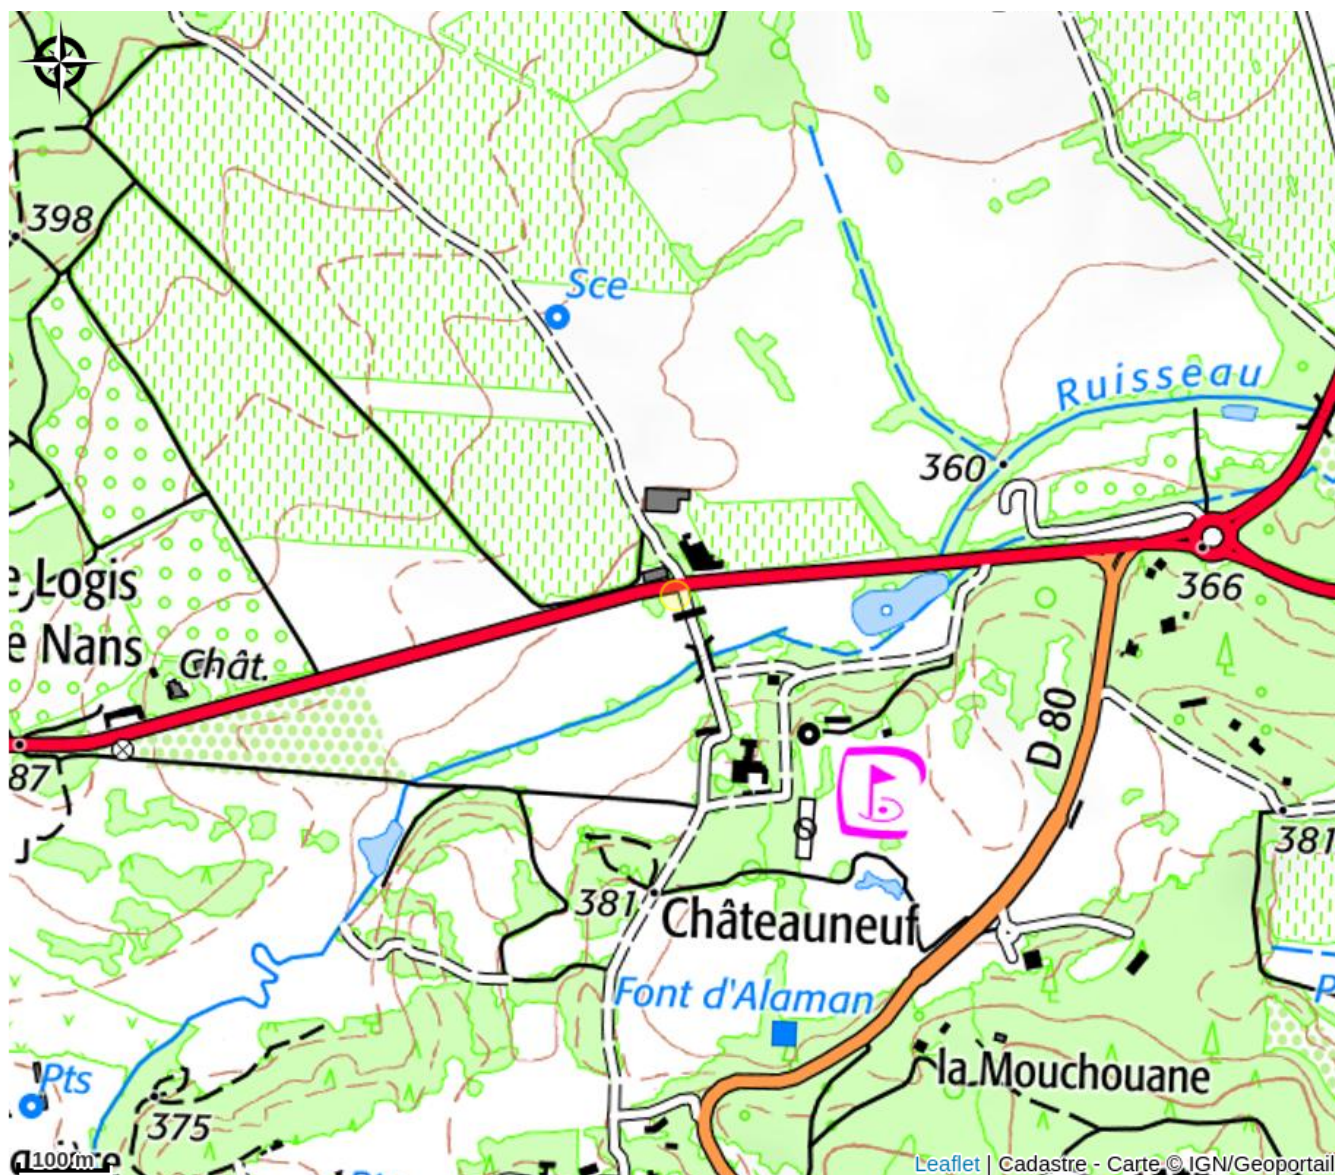 398
Sce
Ruisseau
360
e Logis
e Nans
Chât.
366
D 80
87
J
381
381
Châteauneuf
Font d'Alaman
P
la Mouchouane
Pts
375
100 m
Leaflet | Cadastre - Carte © IGN/Geoportail